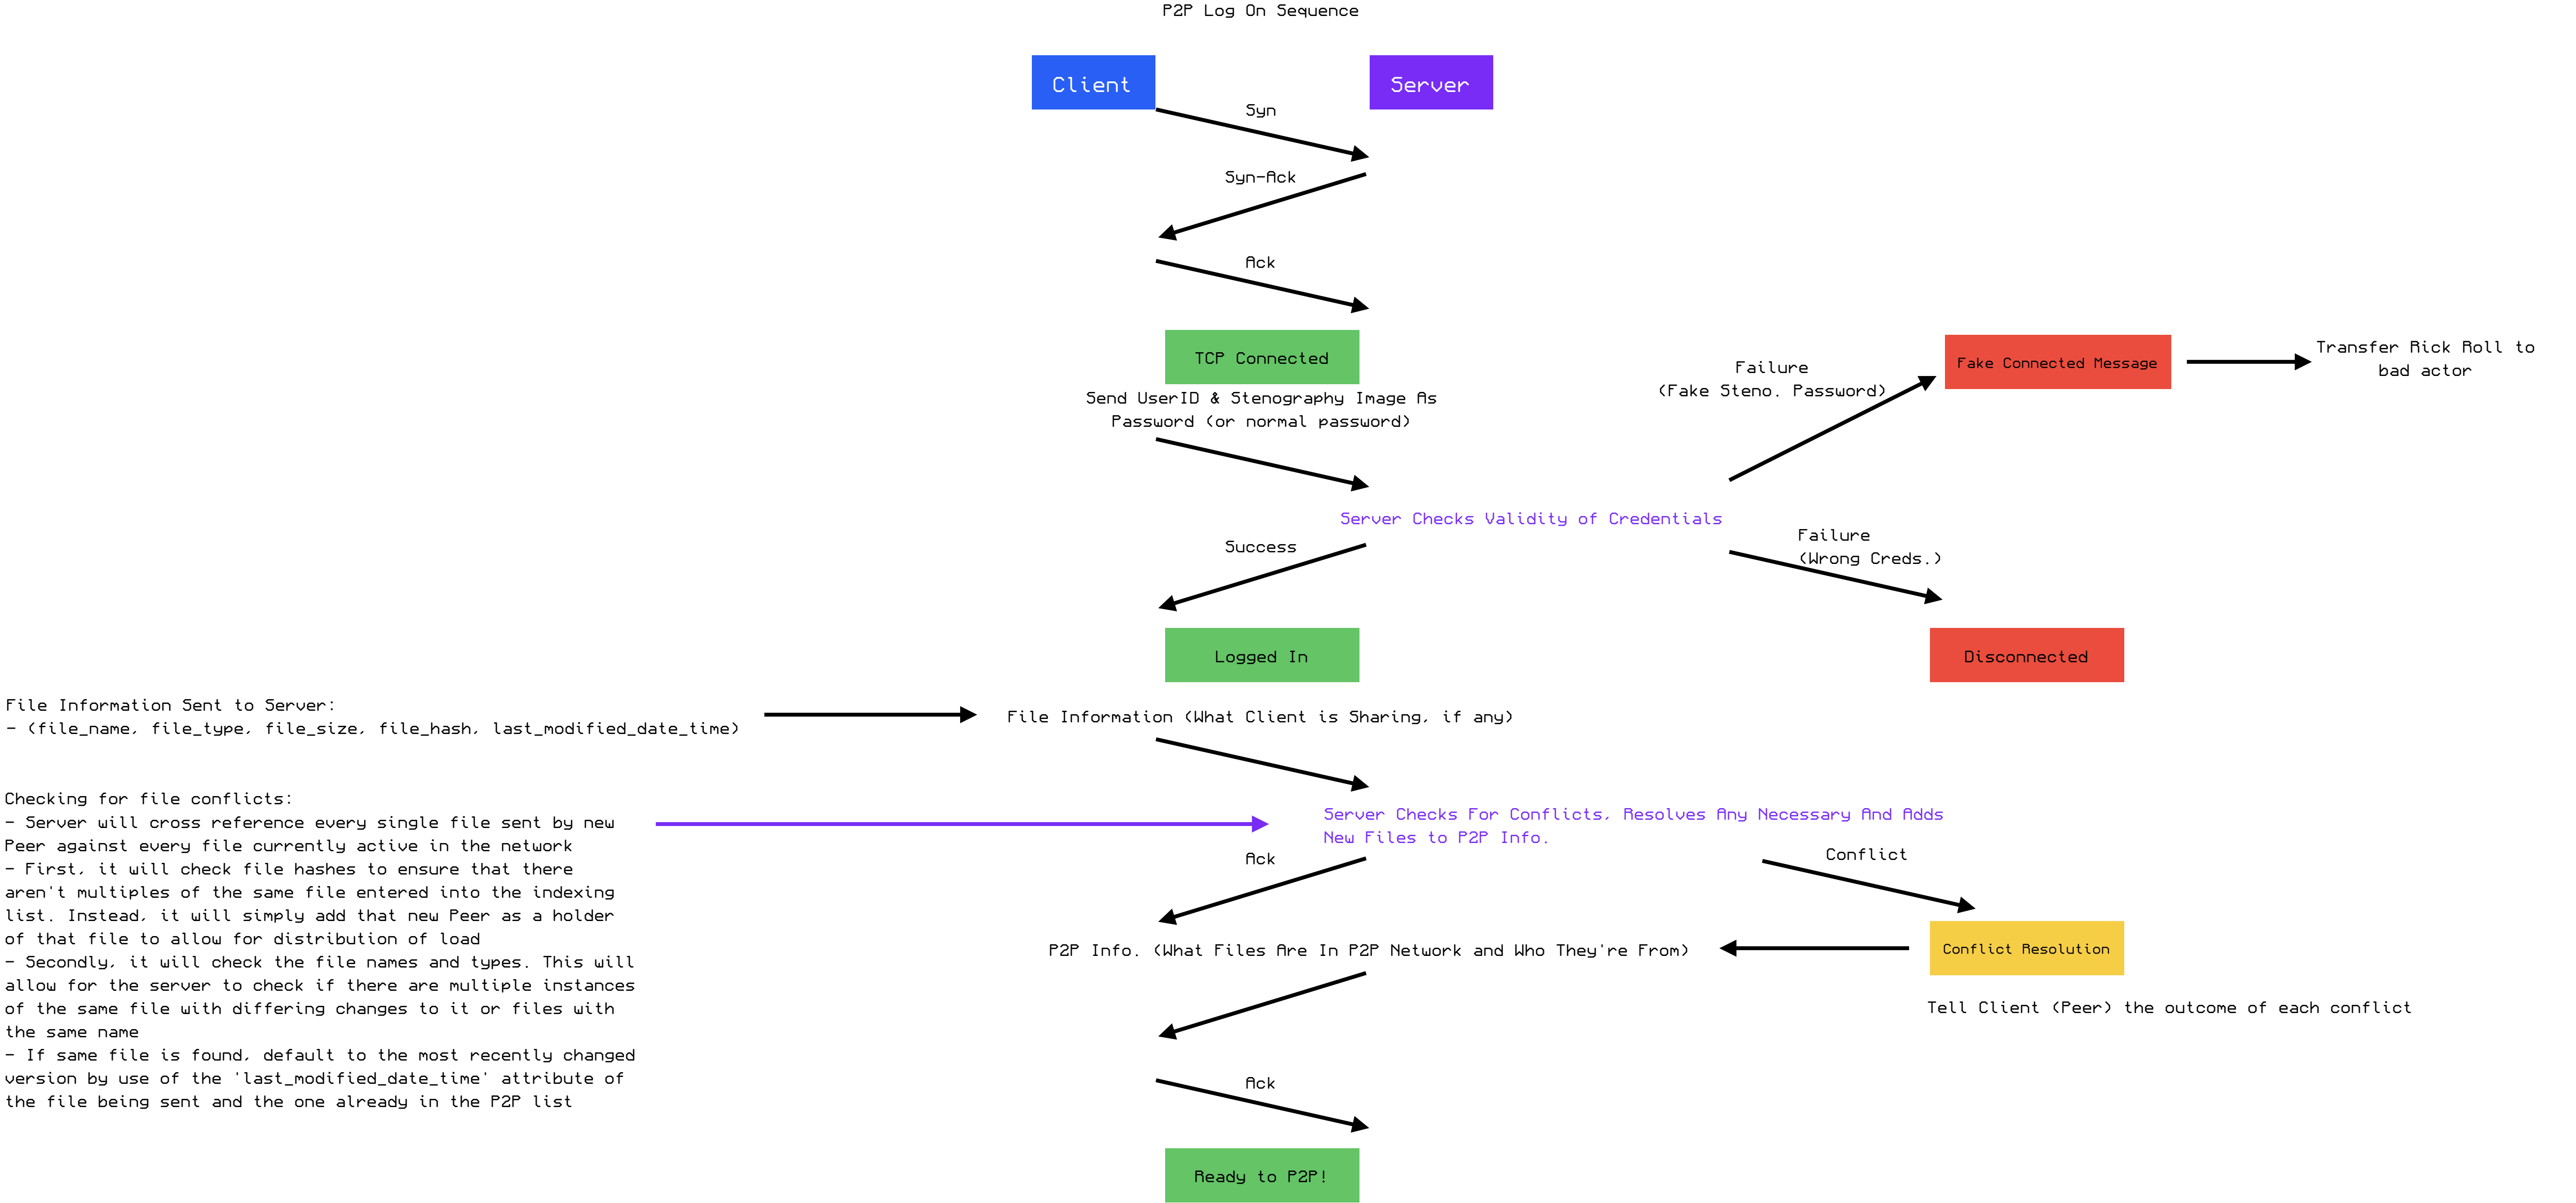 P2P Log On Sequence
Client
Server
Syn
Syn-Ack
Ack
TCP Connected
Send UserID & Stenography Image As
Password (or normal password)
Failure
(Fake Steno. Password)
Fake Connected Message
Transfer Rick Roll to
bad actor
Server Checks Validity of Credentials
Success
Failure
(Wrong Creds.)
Logged In
Disconnected
File Information Sent to Server:
- (file_name, file_type, file_size, file_hash, last_modified_date_time)
File Information (What Client is Sharing, if any)
Checking for file conflicts:
- Server will cross reference every single file sent by new
Peer against every file currently active in the network
- First, it will check file hashes to ensure that there
aren't multiples of the same file entered into the indexing
list. Instead, it will simply add that new Peer as a holder
of that file to allow for distribution of load
- Secondly, it will check the file names and types. This will
allow for the server to check if there are multiple instances
of the same file with differing changes to it or files with
the same name
- If same file is found, default to the most recently changed
version by use of the 'last_modified_date_time' attribute of
the file being sent and the one already in the P2P list
Server Checks For Conflicts, Resolves Any Necessary And Adds
New Files to P2P Info.
Ack
Conflict
P2P Info. (What Files Are In P2P Network and Who They're From)
Conflict Resolution
Tell Client (Peer) the outcome of each conflict
Ack
Ready to P2P!